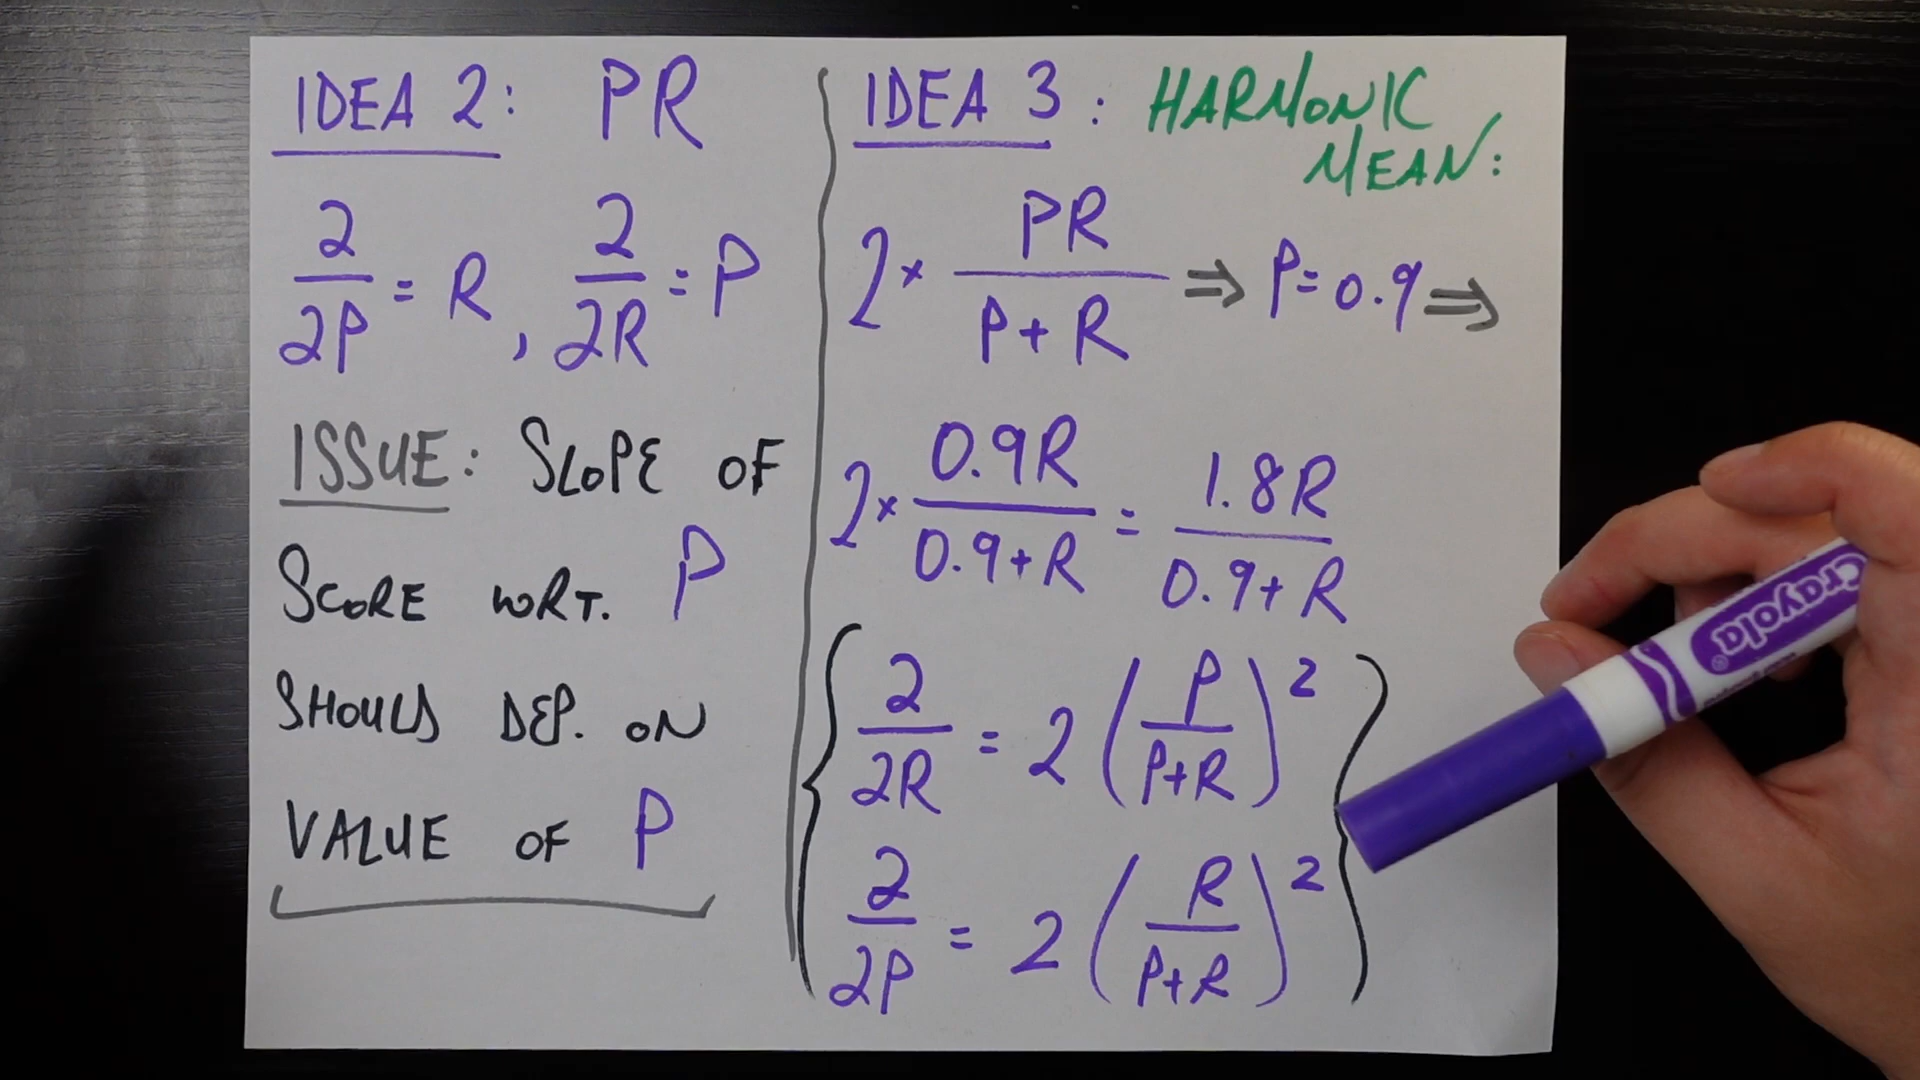 IDEA 2: PR
2/2P = R, 2/2R = P
ISSUE: SLOPE OF
SCORE WRT. P
SHOULD DEP. ON
VALUE OF P
IDEA 3: HARMONIC
MEAN:
2 × PR/P+R ⇒ P=0.9 ⇒
2 × 0.9R/0.9+R = 1.8R/0.9+R
2/2R = 2(P/P+R)²
2/2P = 2(R/P+R)²
Crayola